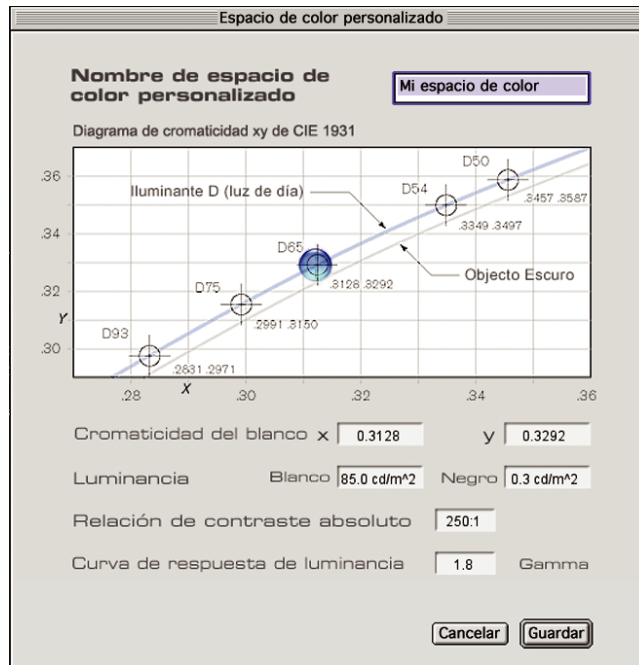 Espacio de color personalizado
Nombre de espacio de
color personalizado
Mi espacio de color
Diagrama de cromaticidad xy de CIE 1931
.36
.34
.32
Y
.30
.28
X
.30
.32
.34
.36
D50
.3457 .3587
D54
.3349 .3497
Iluminante D (luz de día)
D65
.3128 .3292
Objecto Escuro
D75
.2991 .3150
D93
.2831 .2971
Cromaticidad del blanco x 0.3128 y 0.3292
Luminancia Blanco 85.0 cd/m^2 Negro 0.3 cd/m^2
Relación de contraste absoluto 250:1
Curva de respuesta de luminancia 1.8 Gamma
Cancelar Guardar